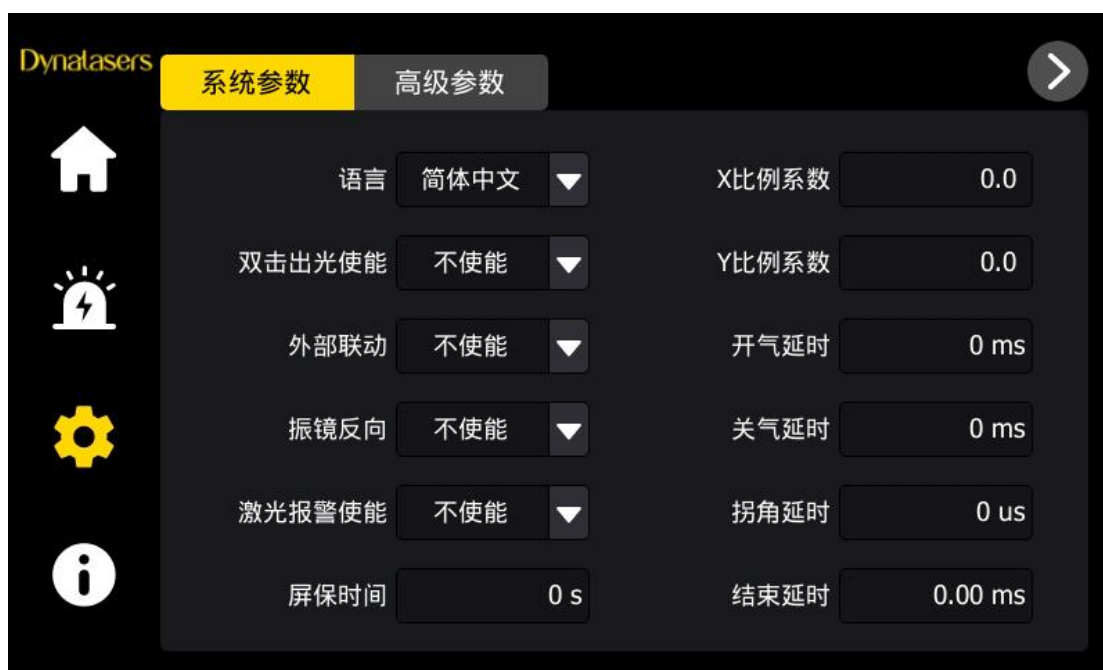 Dynalasers
系统参数 高级参数
语言 简体中文 X比例系数 0.0
双击出光使能 不使能 Y比例系数 0.0
外部联动 不使能 开气延时 0 ms
振镜反向 不使能 关气延时 0 ms
激光报警使能 不使能 拐角延时 0 us
屏保时间 0 s 结束延时 0.00 ms